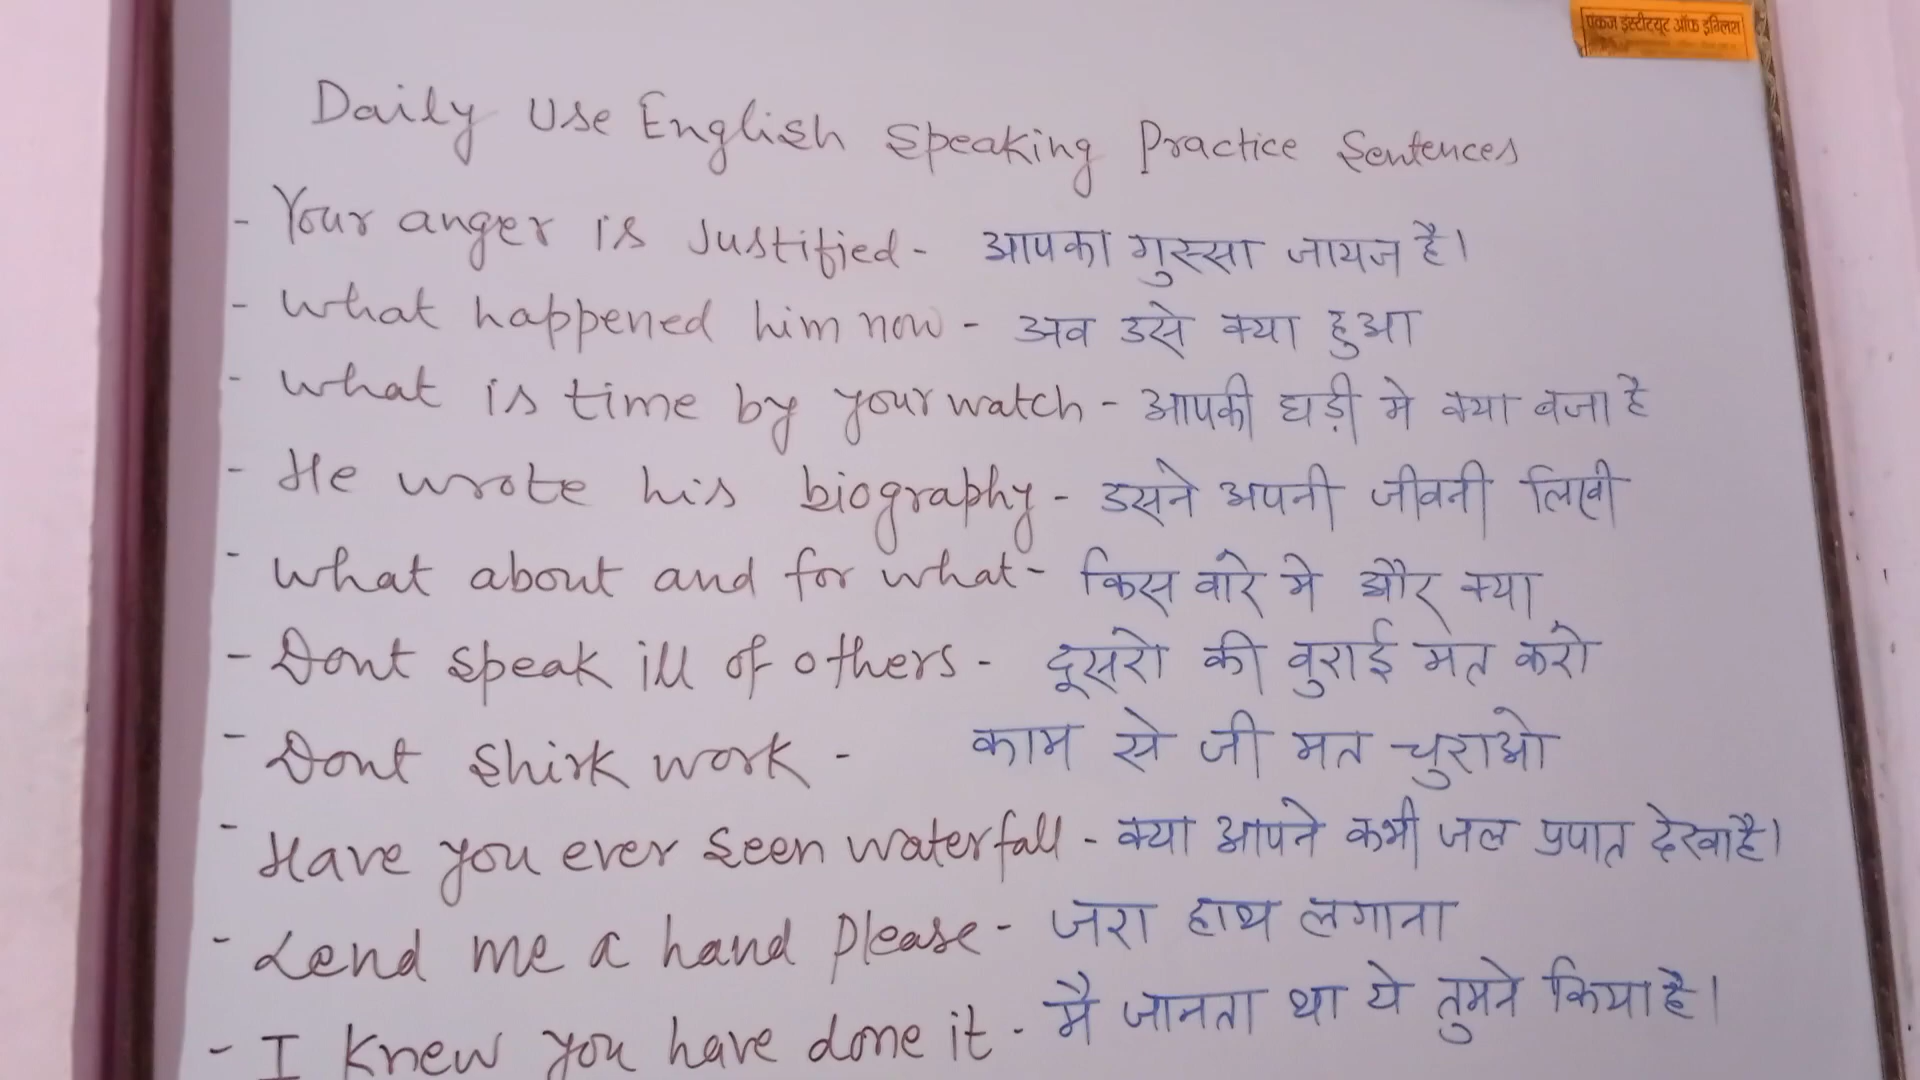 पंकज इंस्टीट्यूट ऑफ इंग्लिश
Daily Use English Speaking Practice Sentences
- Your anger is Justified - आपका गुस्सा जायज है।
- What happened him now - अव उसे क्या हुआ
- What is time by your watch - आपकी घड़ी मे क्या बजा है
- He wrote his biography - उसने अपनी जीवनी लिखी
- What about and for what - किस वारे मे और क्या
- Dont speak ill of others - दूसरो की वुराई मत करो
- Dont Shirk work - काम से जी मत चुराओ
- Have you ever seen waterfall - क्या आपने कभी जल प्रपात देखा है।
- Lend me a hand Please - जरा हाथ लगाना
- I knew you have done it - मै जानता था ये तुमने किया है।